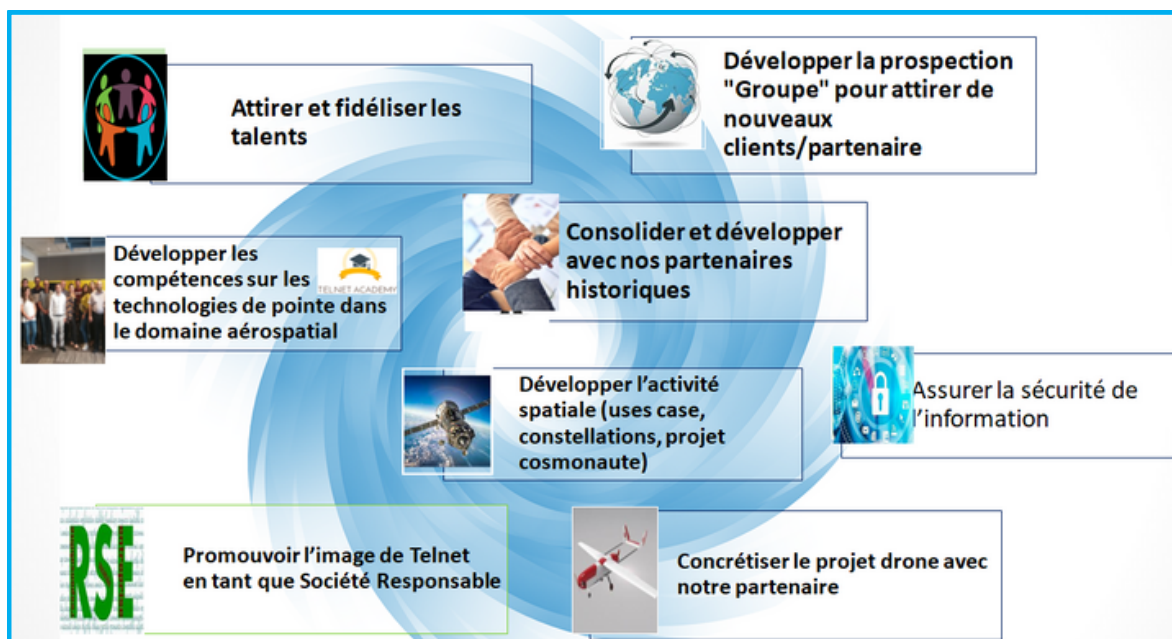 Attirer et fidéliser les
talents
Développer la prospection
"Groupe" pour attirer de
nouveaux
clients/partenaire
Développer les
compétences sur les
technologies de pointe dans
le domaine aérospatial
TELNET ACADEMY
Consolider et développer
avec nos partenaires
historiques
Développer l’activité
spatiale (uses case,
constellations, projet
cosmonaute)
Assurer la sécurité de
l’information
RSE
Promouvoir l’image de Telnet
en tant que Société Responsable
Concrétiser le projet drone avec
notre partenaire